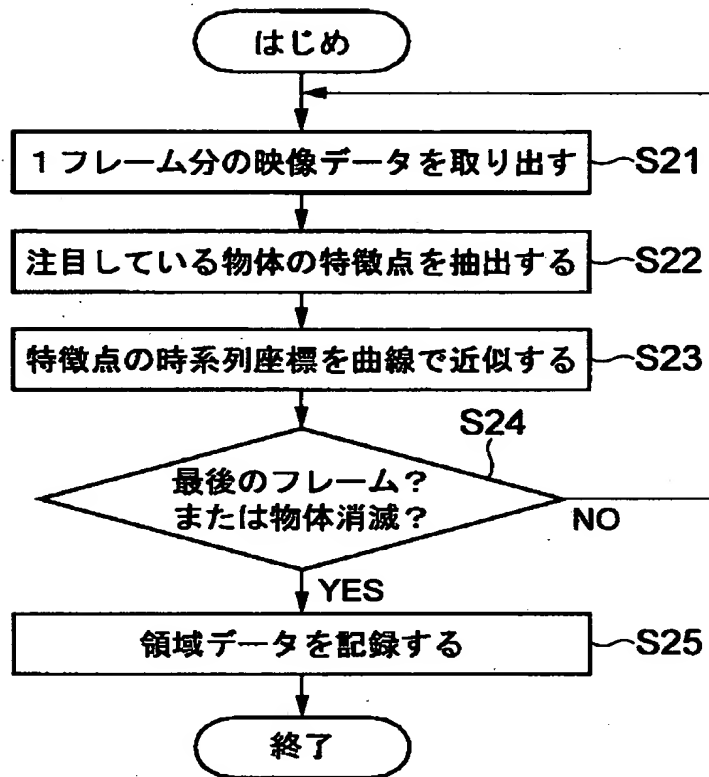 はじめ
1フレーム分の映像データを取り出す
S21
注目している物体の特徴点を抽出する
S22
特徴点の時系列座標を曲線で近似する
S23
S24
最後のフレーム？
または物体消滅？
NO
YES
領域データを記録する
S25
終了